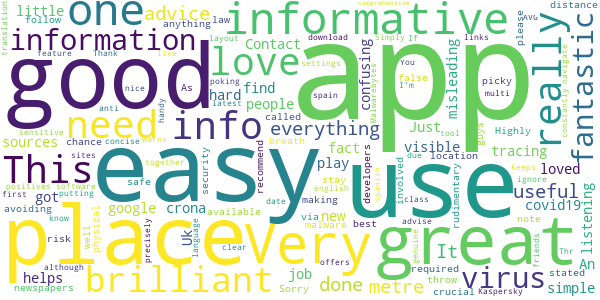 translation little one advice anything law informative distance
follow please download AVG links comprehensive
feature Thank live information love Contact misleading layout Simply If
settings really fantastic
good app
As nice poking confusing Malwarebytes You false I'm
anti latest handy hard find picky multi
spain people
need info called everything guys Highly tool
sensitive sources chance warns breath fact Just tracing constantly navigate
This concise sites together security recommend visible due location
easy use
positives software safe stay play developers involved spanish rudimentary Keeps
first putting got google english loved ignore
useful class covid19
avoiding crona available new advise An listening
place very great
know physical well precisely uk language via note
risk date making best It genuine friends Thr
clear malware
brilliant job done metre required virus stated
although helps offers throw simple
newspapers Sorry crucial Kaspersky